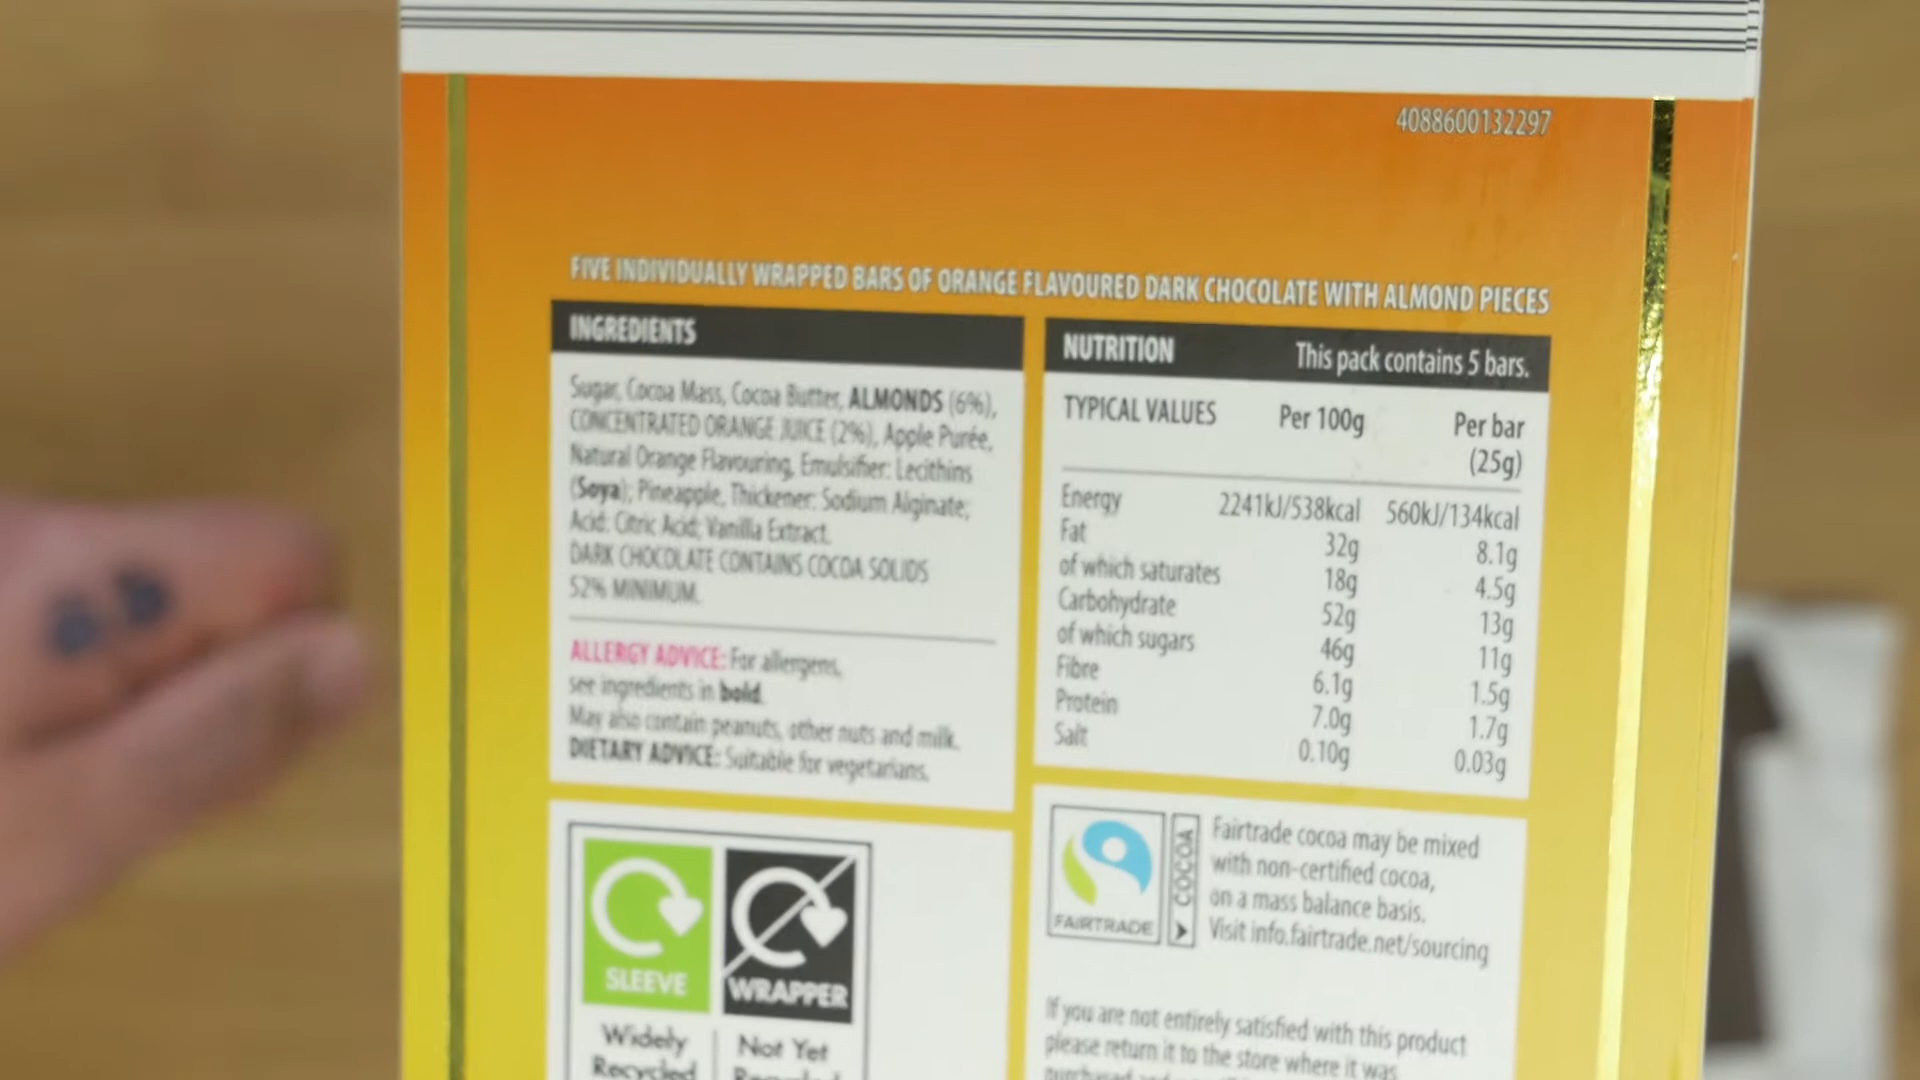 4088600132297
FIVE INDIVIDUALLY WRAPPED BARS OF ORANGE FLAVOURED DARK CHOCOLATE WITH ALMOND PIECES
INGREDIENTS
Sugar, Cocoa Mass, Cocoa Butter, ALMONDS (6%),
CONCENTRATED ORANGE JUICE (2%), Apple Purée,
Natural Orange Flavouring, Emulsifier: Lecithins
(Soya); Pineapple, Thickener: Sodium Alginate;
Acid: Citric Acid; Vanilla Extract.
DARK CHOCOLATE CONTAINS COCOA SOLIDS
52% MINIMUM.
ALLERGY ADVICE: For allergens,
see ingredients in bold.
May also contain peanuts, other nuts and milk.
DIETARY ADVICE: Suitable for vegetarians.
NUTRITION This pack contains 5 bars.
TYPICAL VALUES Per 100g Per bar
(25g)
Energy 2241kJ/538kcal 560kJ/134kcal
Fat 32g 8.1g
of which saturates 18g 4.5g
Carbohydrate 52g 13g
of which sugars 46g 11g
Fibre 6.1g 1.5g
Protein 7.0g 1.7g
Salt 0.10g 0.03g
SLEEVE
WRAPPER
Widely
Recycled
Not Yet
Recycled
FAIRTRADE
COCOA
Fairtrade cocoa may be mixed
with non-certified cocoa,
on a mass balance basis.
Visit info.fairtrade.net/sourcing
If you are not entirely satisfied with this product
please return it to the store where it was
purchased and